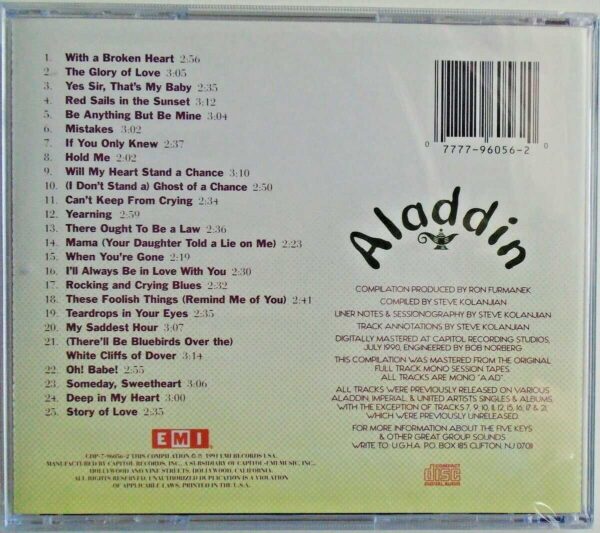 1. With a Broken Heart 2:56
2. The Glory of Love 3:05
3. Yes Sir, That's My Baby 2:35
4. Red Sails in the Sunset 3:12
5. Be Anything But Be Mine 3:04
6. Mistakes 3:02
7. If You Only Knew 2:37
8. Hold Me 2:02
9. Will My Heart Stand a Chance 3:10
10. (I Don't Stand a) Ghost of a Chance 2:50
11. Can't Keep From Crying 2:34
12. Yearning 2:59
13. There Ought To Be a Law 2:36
14. Mama (Your Daughter Told a Lie on Me) 2:23
15. When You're Gone 2:19
16. I'll Always Be in Love With You 2:30
17. Rocking and Crying Blues 2:32
18. These Foolish Things (Remind Me of You) 2:41
19. Teardrops in Your Eyes 2:35
20. My Saddest Hour 3:07
21. (There'll Be Bluebirds Over the)
White Cliffs of Dover 3:14
22. Oh! Babe! 2:55
23. Someday, Sweetheart 3:06
24. Deep in My Heart 3:00
25. Story of Love 2:35
0 7777-96056-2 0
Aladdin
COMPILATION PRODUCED BY RON FURMANEK
COMPILED BY STEVE KOLANJIAN
LINER NOTES & SESSIONOGRAPHY BY STEVE KOLANJIAN
TRACK ANNOTATIONS BY STEVE KOLANJIAN
DIGITALLY MASTERED AT CAPITOL RECORDING STUDIOS,
JULY 1990, ENGINEERED BY BOB NORBERG
THIS COMPILATION WAS MASTERED FROM THE ORIGINAL
FULL TRACK MONO SESSION TAPES.
ALL TRACKS ARE MONO "AAD"
ALL TRACKS WERE PREVIOUSLY RELEASED ON VARIOUS
ALADDIN, IMPERIAL, & UNITED ARTISTS SINGLES & ALBUMS,
WITH THE EXCEPTION OF TRACKS 7, 9, 10, 11, 12, 15, 16, 17 & 21,
WHICH WERE PREVIOUSLY UNRELEASED.
FOR MORE INFORMATION ABOUT THE FIVE KEYS
& OTHER GREAT GROUP SOUNDS
WRITE TO: U.G.H.A. P.O. BOX 185 CLIFTON, NJ 07011
EMI
CDP-7-96056-2 THIS COMPILATION © ℗ 1991 EMI RECORDS USA.
MANUFACTURED BY CAPITOL RECORDS, INC., A SUBSIDIARY OF CAPITOL-EMI MUSIC, INC.,
HOLLYWOOD AND VINE STREETS, HOLLYWOOD, CALIFORNIA.
ALL RIGHTS RESERVED. UNAUTHORIZED DUPLICATION IS A VIOLATION
OF APPLICABLE LAWS. PRINTED IN THE U.S.A.
COMPACT
disc
DIGITAL AUDIO